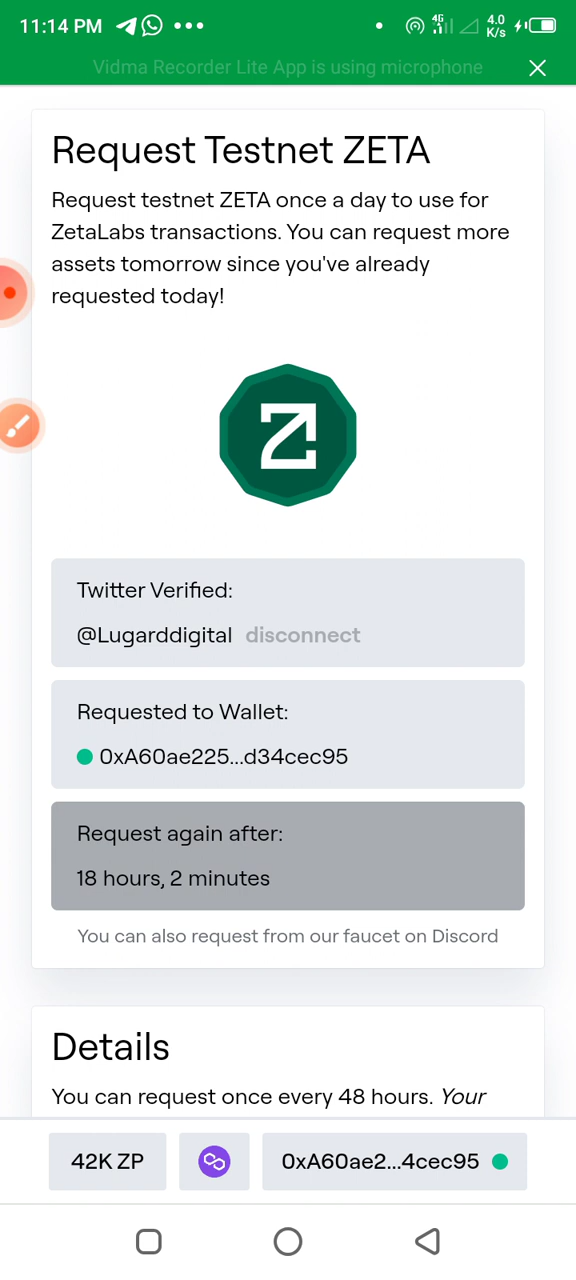 11:14 PM
4G
4.0
K/s
Vidma Recorder Lite App is using microphone
Request Testnet ZETA
Request testnet ZETA once a day to use for
ZetaLabs transactions. You can request more
assets tomorrow since you've already
requested today!
Twitter Verified:
@Lugarddigital disconnect
Requested to Wallet:
0xA60ae225...d34cec95
Request again after:
18 hours, 2 minutes
You can also request from our faucet on Discord
Details
You can request once every 48 hours. Your
42K ZP
0xA60ae2...4cec95